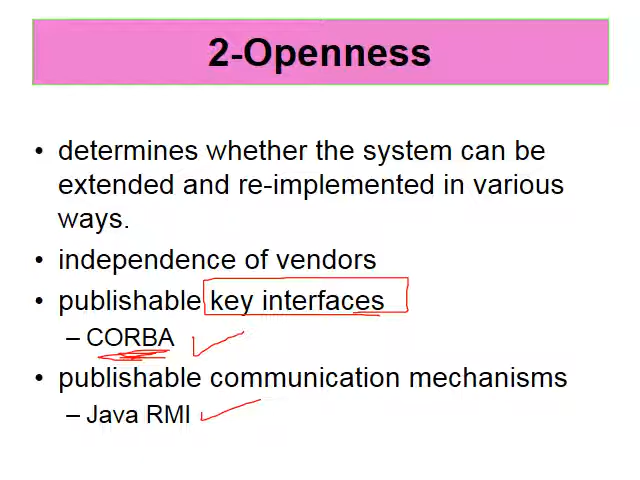 2-Openness
• determines whether the system can be
extended and re-implemented in various
ways.
• independence of vendors
• publishable key interfaces
– CORBA
• publishable communication mechanisms
– Java RMI